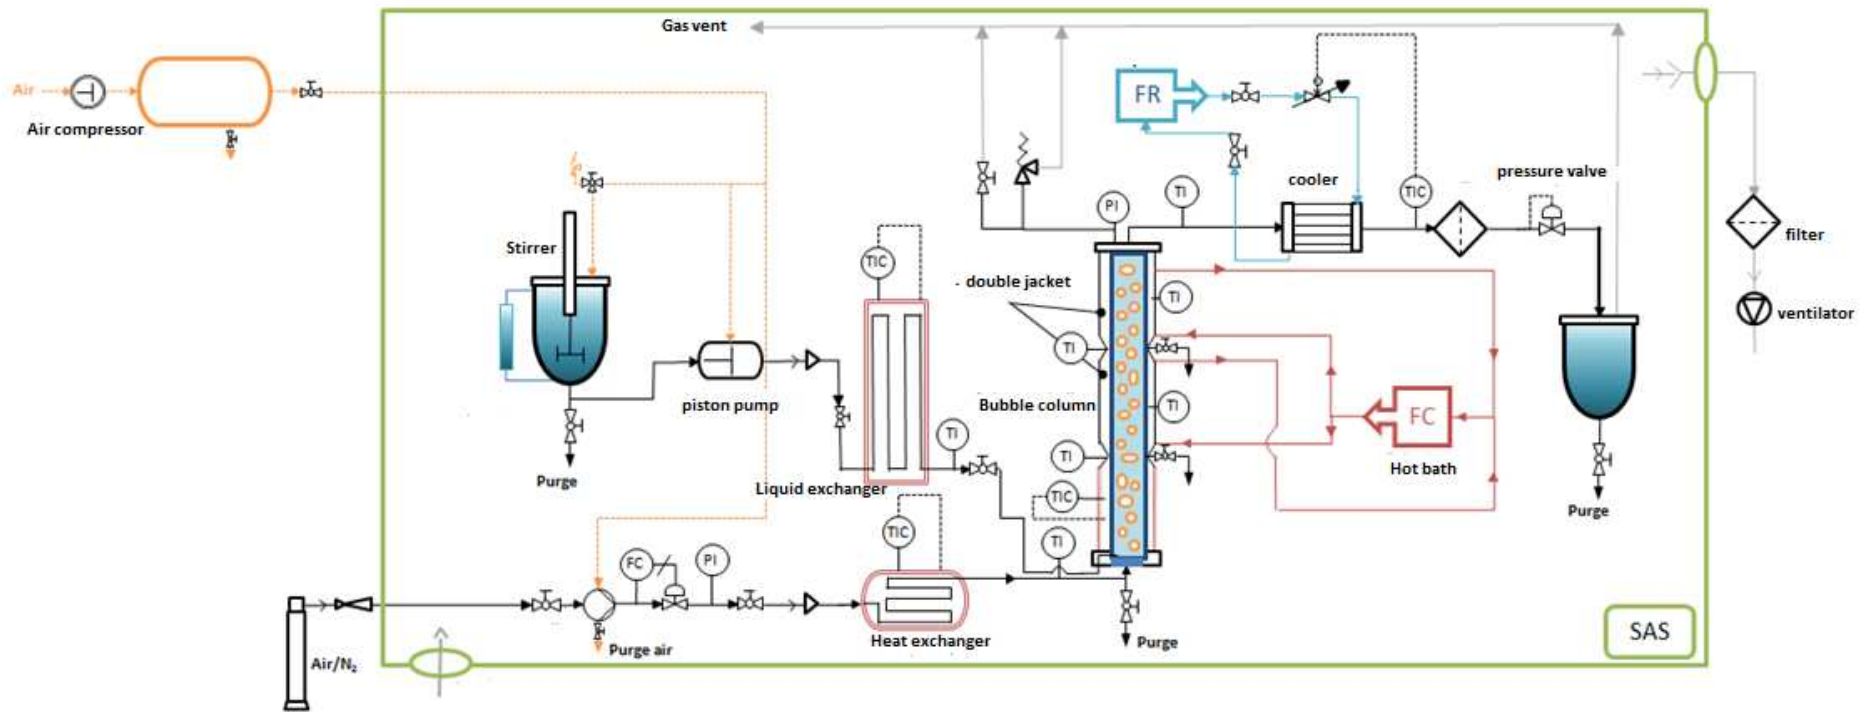 Gas vent
Air
Air compressor
FR
TI
PI
cooler
TIC
pressure valve
Stirrer
TIC
double jacket
TI
TI
filter
ventilator
piston pump
Bubble column
TI
FC
Hot bath
TI
TI
TIC
Purge
Liquid exchanger
TIC
TI
Purge
FC
PI
SAS
Heat exchanger
Purge
Purge air
Air/N₂